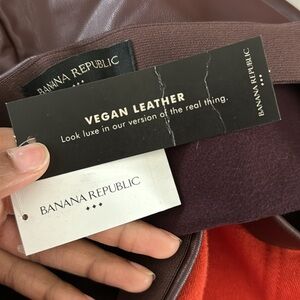 BANANA REPUBLIC
VEGAN LEATHER
Look luxe in our version of the real thing.
BANANA REPUBLIC
BANANA REPUBLIC